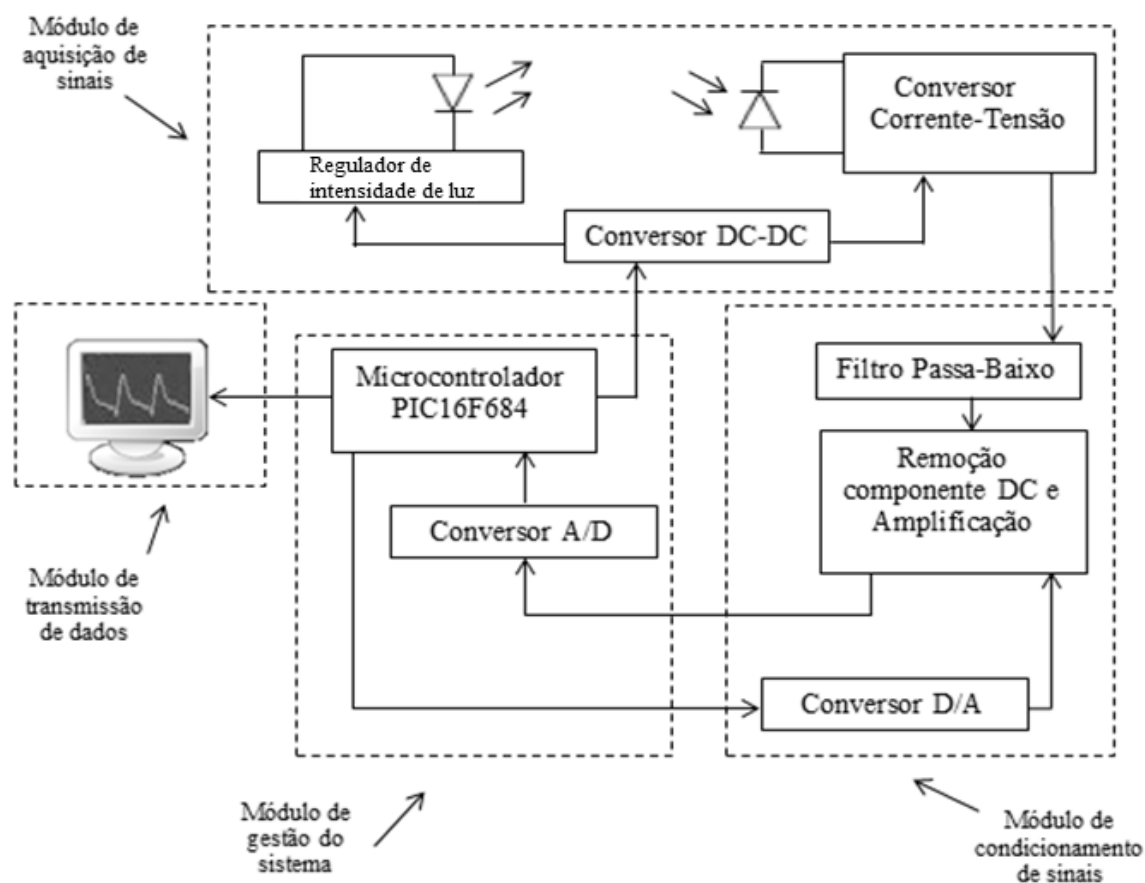 Módulo de
aquisição de
sinais
Conversor
Corrente-Tensão
Regulador de
intensidade de luz
Conversor DC-DC
Microcontrolador
PIC16F684
Filtro Passa-Baixo
Remoção
componente DC e
Amplificação
Conversor A/D
Módulo de
transmissão
de dados
Conversor D/A
Módulo de
gestão do
sistema
Módulo de
condicionamento
de sinais